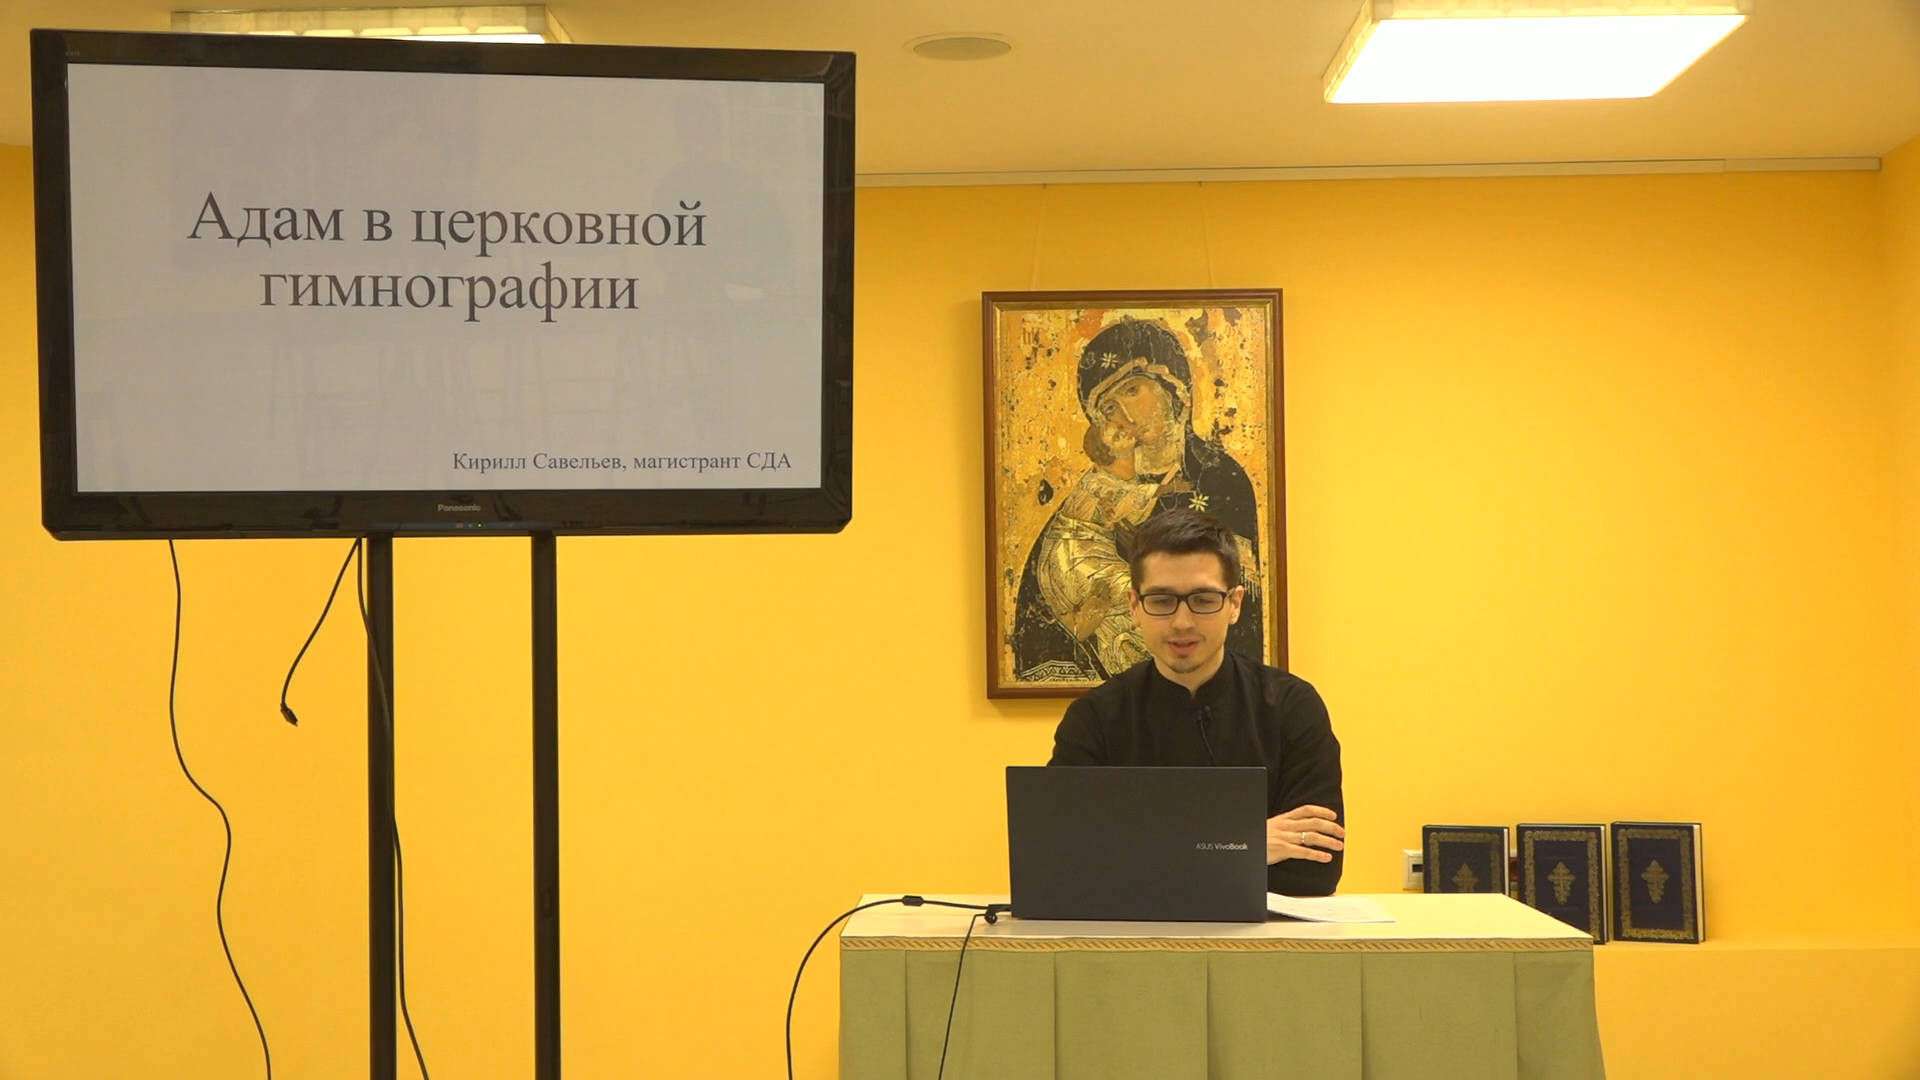 Адам в церковной
гимнографии
Кирилл Савельев, магистрант СДА
Panasonic
ASUS VivoBook